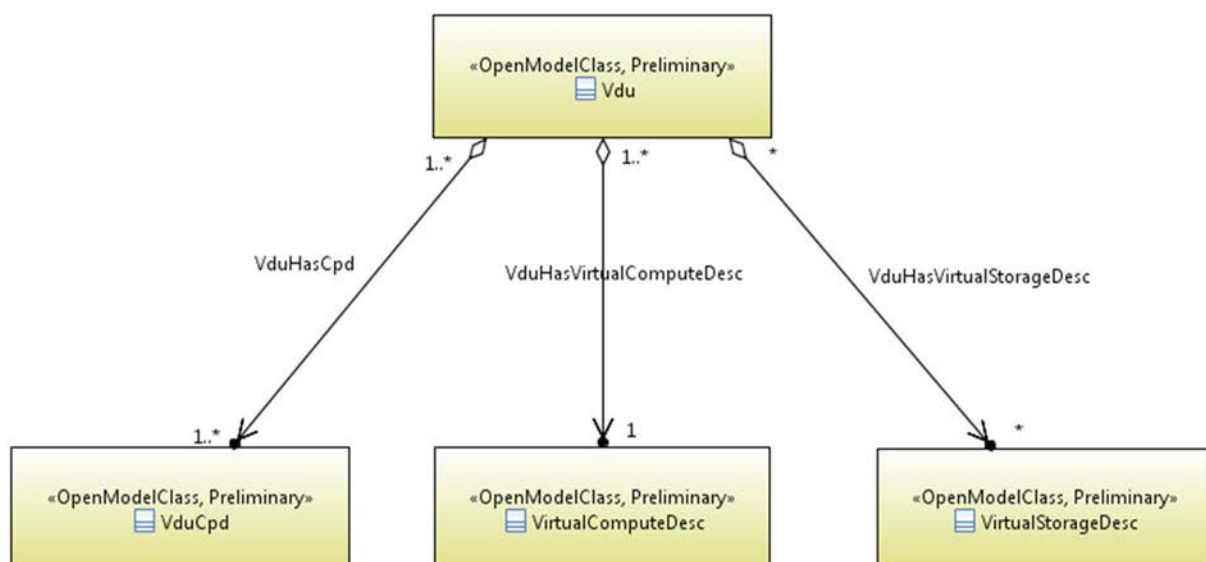 «OpenModelClass, Preliminary»
Vdu
1..*
1..*
*
VduHasCpd
VduHasVirtualComputeDesc
VduHasVirtualStorageDesc
1..*
1
*
«OpenModelClass, Preliminary»
VduCpd
«OpenModelClass, Preliminary»
VirtualComputeDesc
«OpenModelClass, Preliminary»
VirtualStorageDesc